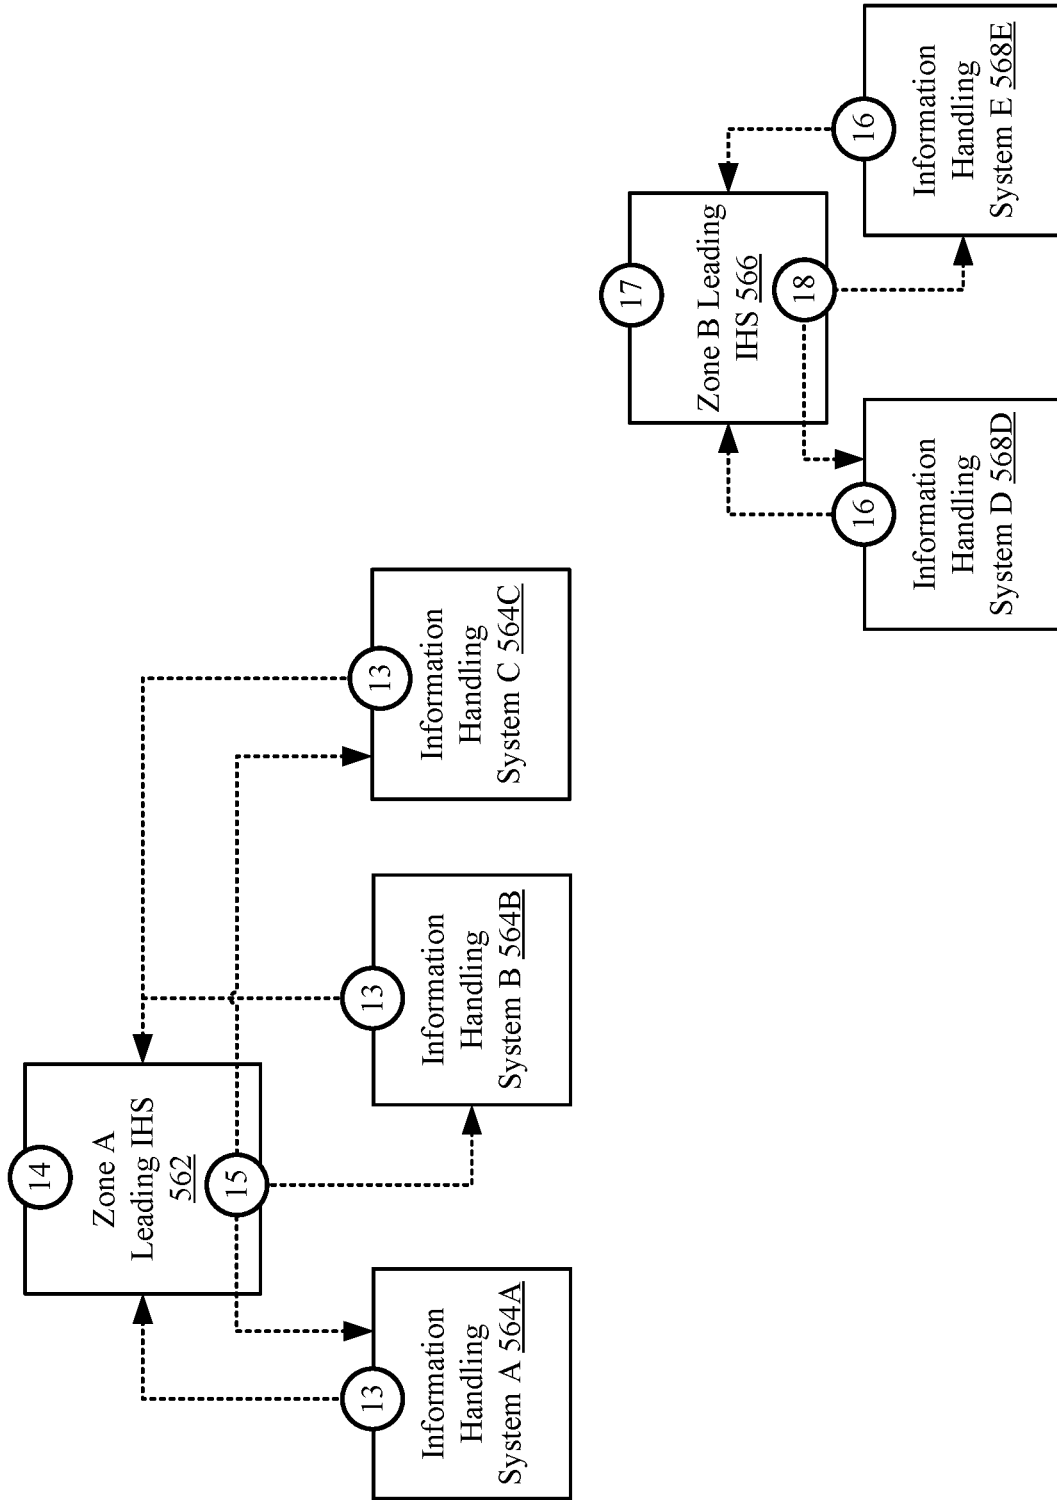 14
Zone A
Leading IHS
562
15
13
Information
Handling
System A 564A
13
Information
Handling
System B 564B
13
Information
Handling
System C 564C
17
Zone B Leading
IHS 566
18
16
Information
Handling
System D 568D
16
Information
Handling
System E 568E